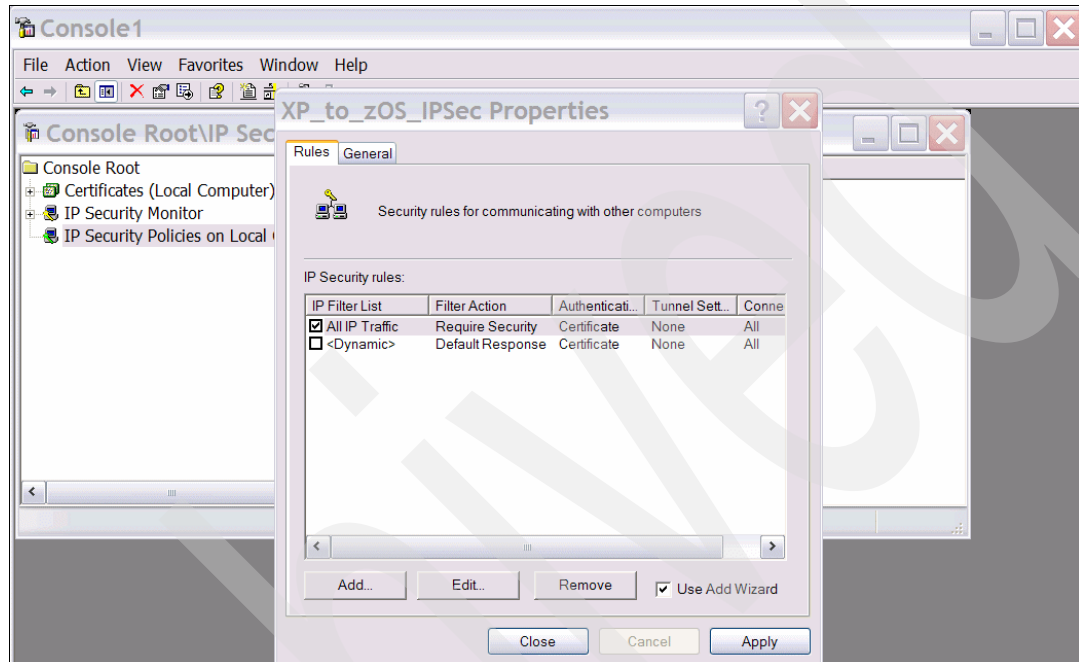 Console1
File Action View Favorites Window Help
Console Root\IP Sec
Console Root
Certificates (Local Computer)
IP Security Monitor
IP Security Policies on Local
XP_to_zOS_IPSec Properties
Rules General
Security rules for communicating with other computers
IP Security rules:
IP Filter List Filter Action Authenticati... Tunnel Sett... Conne
All IP Traffic Require Security Certificate None All
<Dynamic> Default Response Certificate None All
Add... Edit... Remove Use Add Wizard
Close Cancel Apply